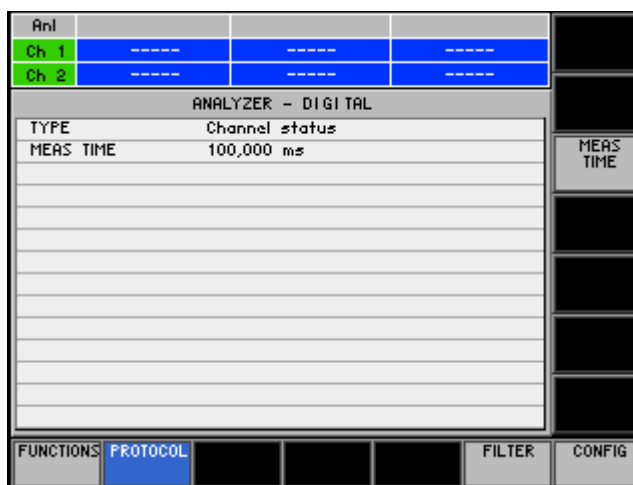 Anl
Ch 1 ----- ----- -----
Ch 2 ----- ----- -----
ANALYZER - DIGITAL
TYPE Channel status
MEAS TIME 100,000 ms
MEAS
TIME
FUNCTIONS PROTOCOL FILTER CONFIG